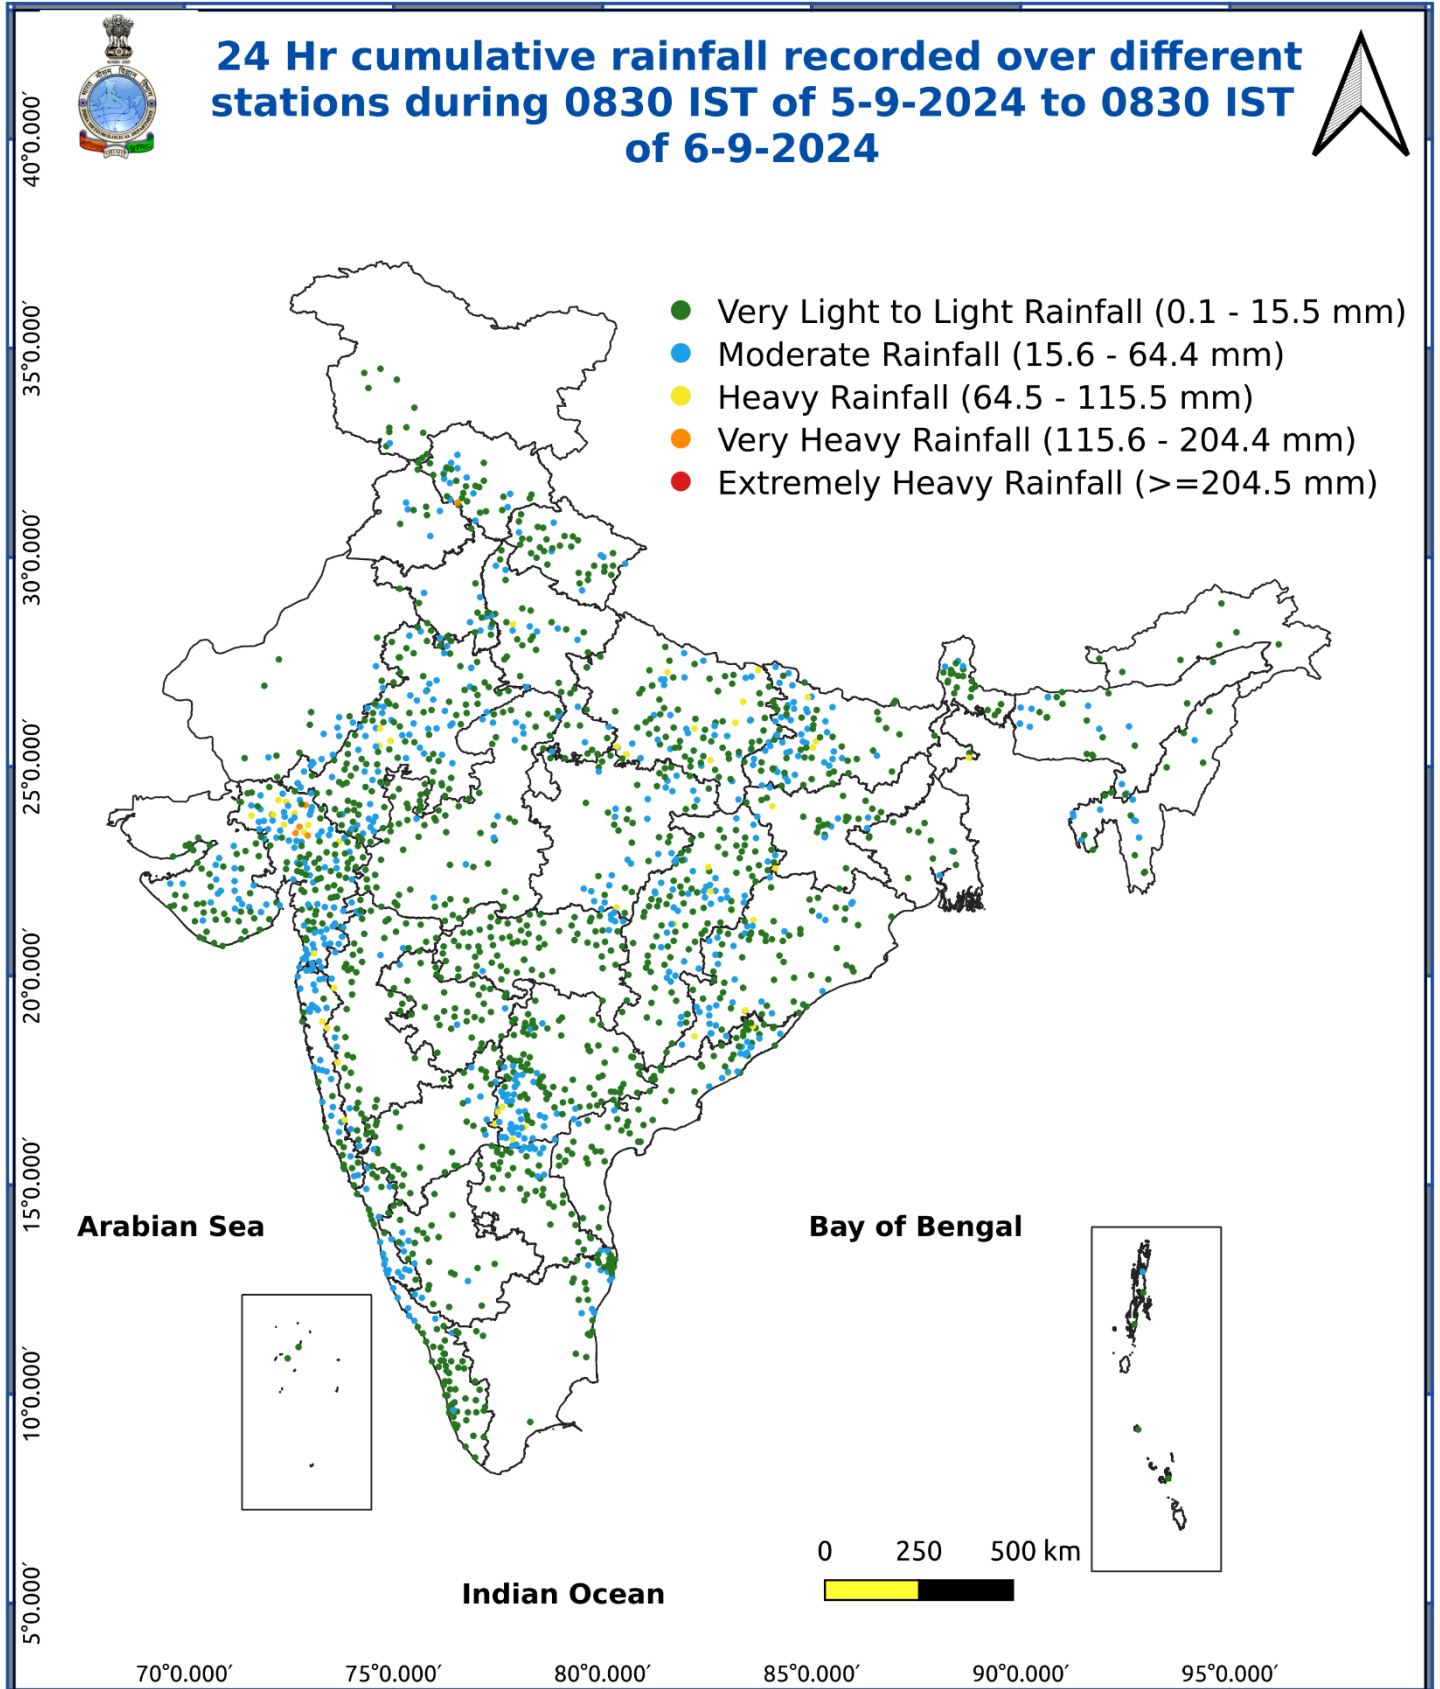 24 Hr cumulative rainfall recorded over different
stations during 0830 IST of 5-9-2024 to 0830 IST
of 6-9-2024
Very Light to Light Rainfall (0.1 - 15.5 mm)
Moderate Rainfall (15.6 - 64.4 mm)
Heavy Rainfall (64.5 - 115.5 mm)
Very Heavy Rainfall (115.6 - 204.4 mm)
Extremely Heavy Rainfall (>=204.5 mm)
40°0.000′
35°0.000′
30°0.000′
25°0.000′
20°0.000′
15°0.000′
10°0.000′
5°0.000′
Arabian Sea
Bay of Bengal
Indian Ocean
0 250 500 km
70°0.000′ 75°0.000′ 80°0.000′ 85°0.000′ 90°0.000′ 95°0.000′